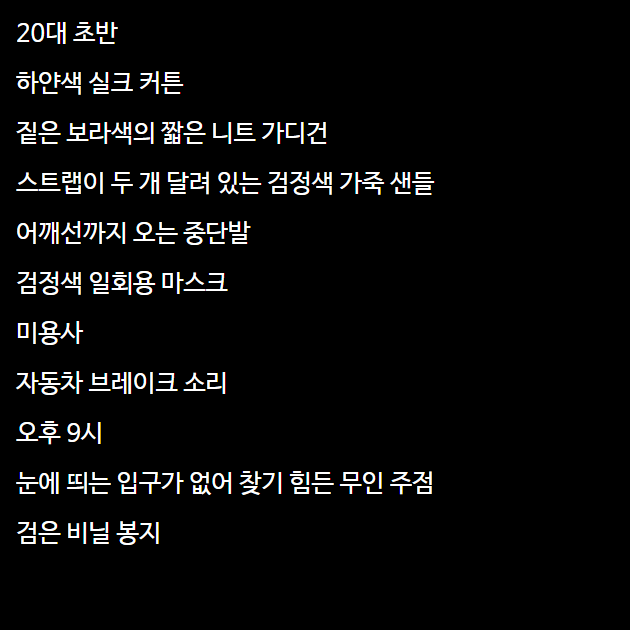 20대 초반
하얀색 실크 커튼
짙은 보라색의 짧은 니트 가디건
스트랩이 두 개 달려 있는 검정색 가죽 샌들
어깨선까지 오는 중단발
검정색 일회용 마스크
미용사
자동차 브레이크 소리
오후 9시
눈에 띄는 입구가 없어 찾기 힘든 무인 주점
검은 비닐 봉지